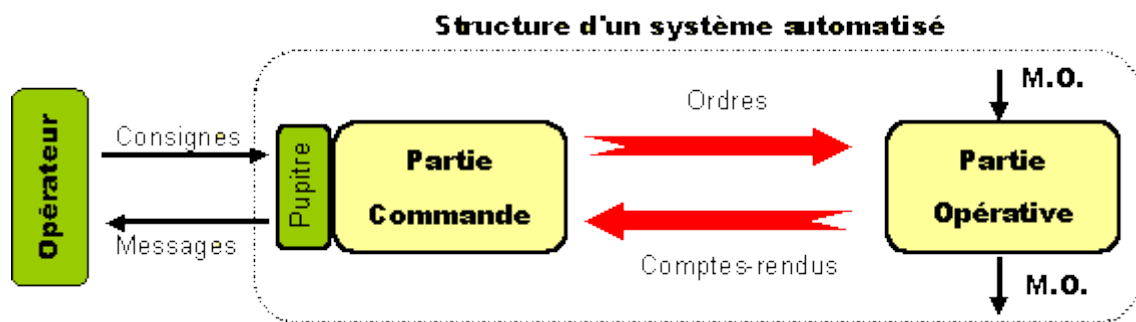 Structure d'un système automatisé
M.O.
Ordres
Opérateur
Consignes
Pupitre
Partie
Commande
Partie
Opérative
Messages
Comptes-rendus
M.O.